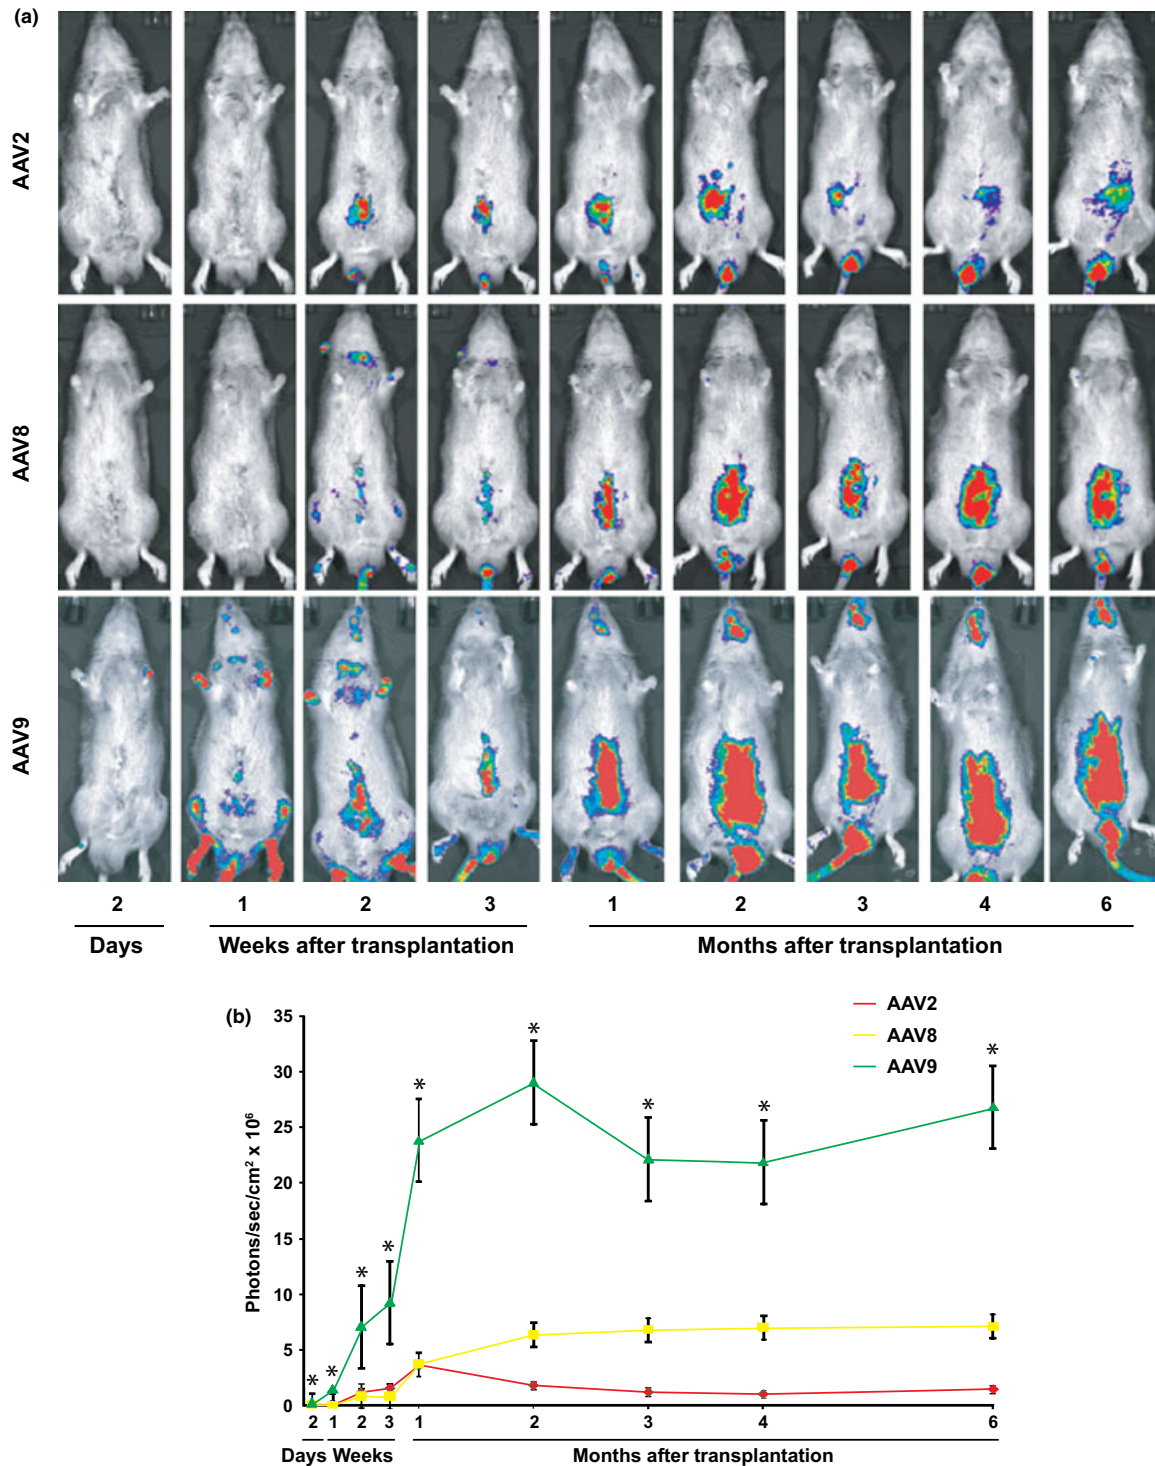 (a)
AAV2
AAV8
AAV9
2 1 2 3 1 2 3 4 6
Days Weeks after transplantation Months after transplantation
(b)
AAV2
AAV8
AAV9
Photons/sec/cm² x 10⁶
35
30
25
20
15
10
5
0
* * * * * * * * *
2 1 2 3 1 2 3 4 6
Days Weeks Months after transplantation